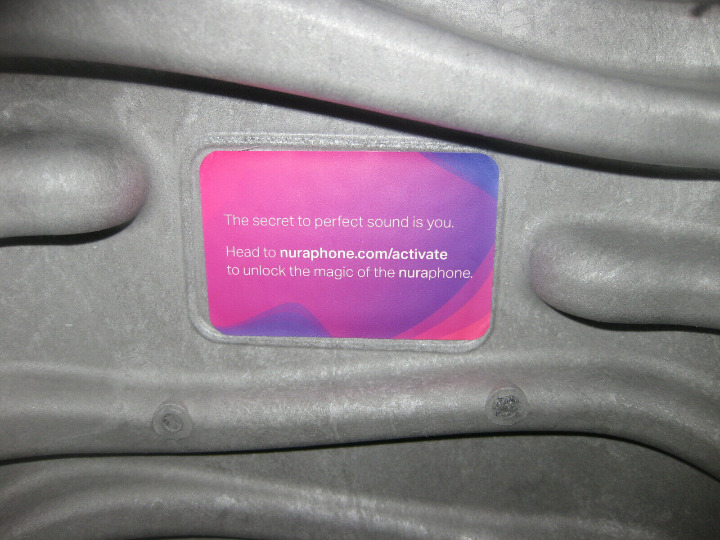 The secret to perfect sound is you.
Head to nuraphone.com/activate
to unlock the magic of the nuraphone.